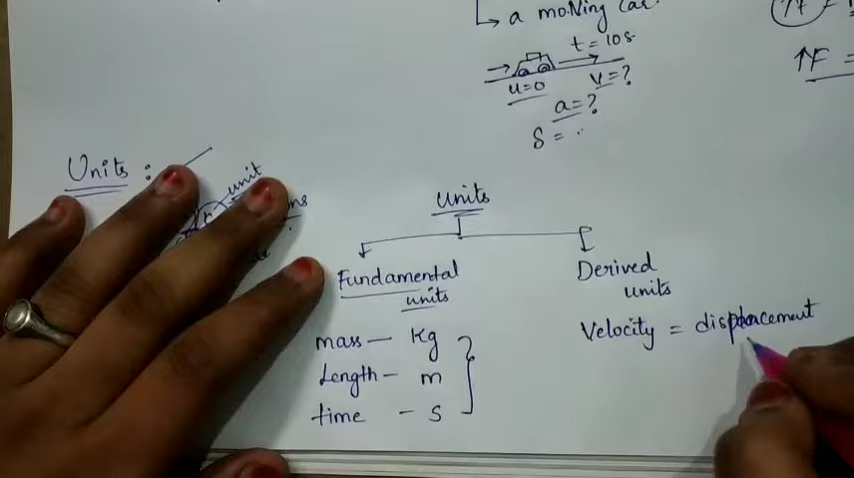 a moving Car
t = 10s
u=0
v=?
a=?
S =
↑F =
Units :
unit
units
Fundamental
units
mass — Kg
Length — m
time — S
Derived
units
Velocity = displacement